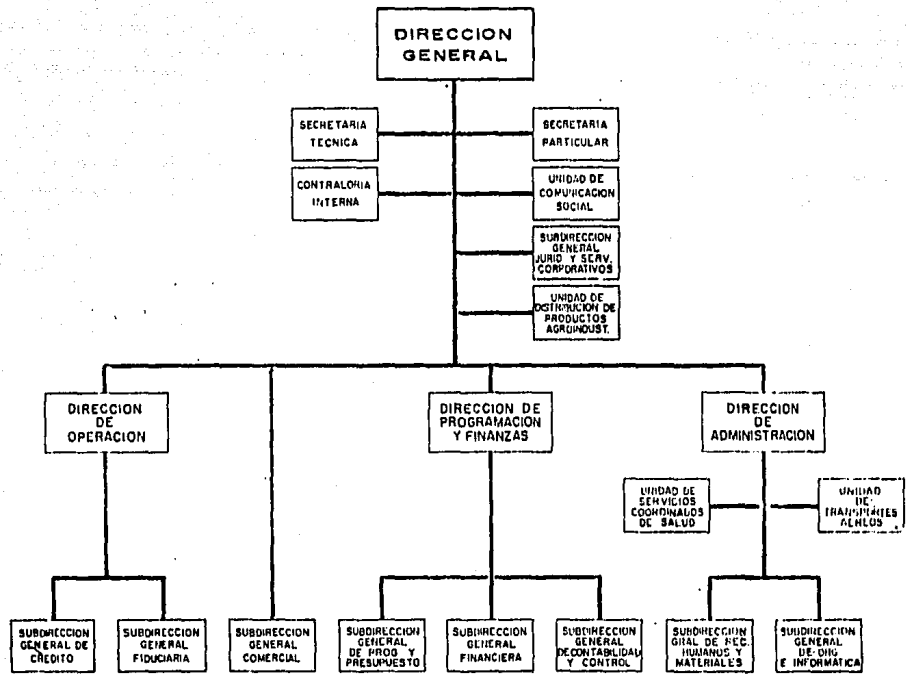 DIRECCION
GENERAL
SECRETARIA
TECNICA
SECRETARIA
PARTICULAR
CONTRALORIA
INTERNA
UNIDAD DE
COMUNICACION
SOCIAL
SUBDIRECCION
GENERAL
JURID Y SERV.
CORPORATIVOS
UNIDAD DE
DISTRIBUCION DE
PRODUCTOS
AGROINDUST.
DIRECCION
DE
OPERACION
DIRECCION DE
PROGRAMACION
Y FINANZAS
DIRECCION
DE
ADMINISTRACION
UNIDAD DE
SERVICIOS
COORDINADOS
DE SALUD
UNIDAD
DE
TRANSPORTES
AEREOS
SUBDIRECCION
GENERAL DE
CREDITO
SUBDIRECCION
GENERAL
FIDUCIARIA
SUBDIRECCION
GENERAL
COMERCIAL
SUBDIRECCION
GENERAL
DE PROG Y
PRESUPUESTO
SUBDIRECCION
GENERAL
FINANCIERA
SUBDIRECCION
GENERAL
DE CONTABILIDAD
Y CONTROL
SUBDIRECCION
GRAL DE REC.
HUMANOS Y
MATERIALES
SUBDIRECCION
GENERAL
DE ORG
E INFORMATICA